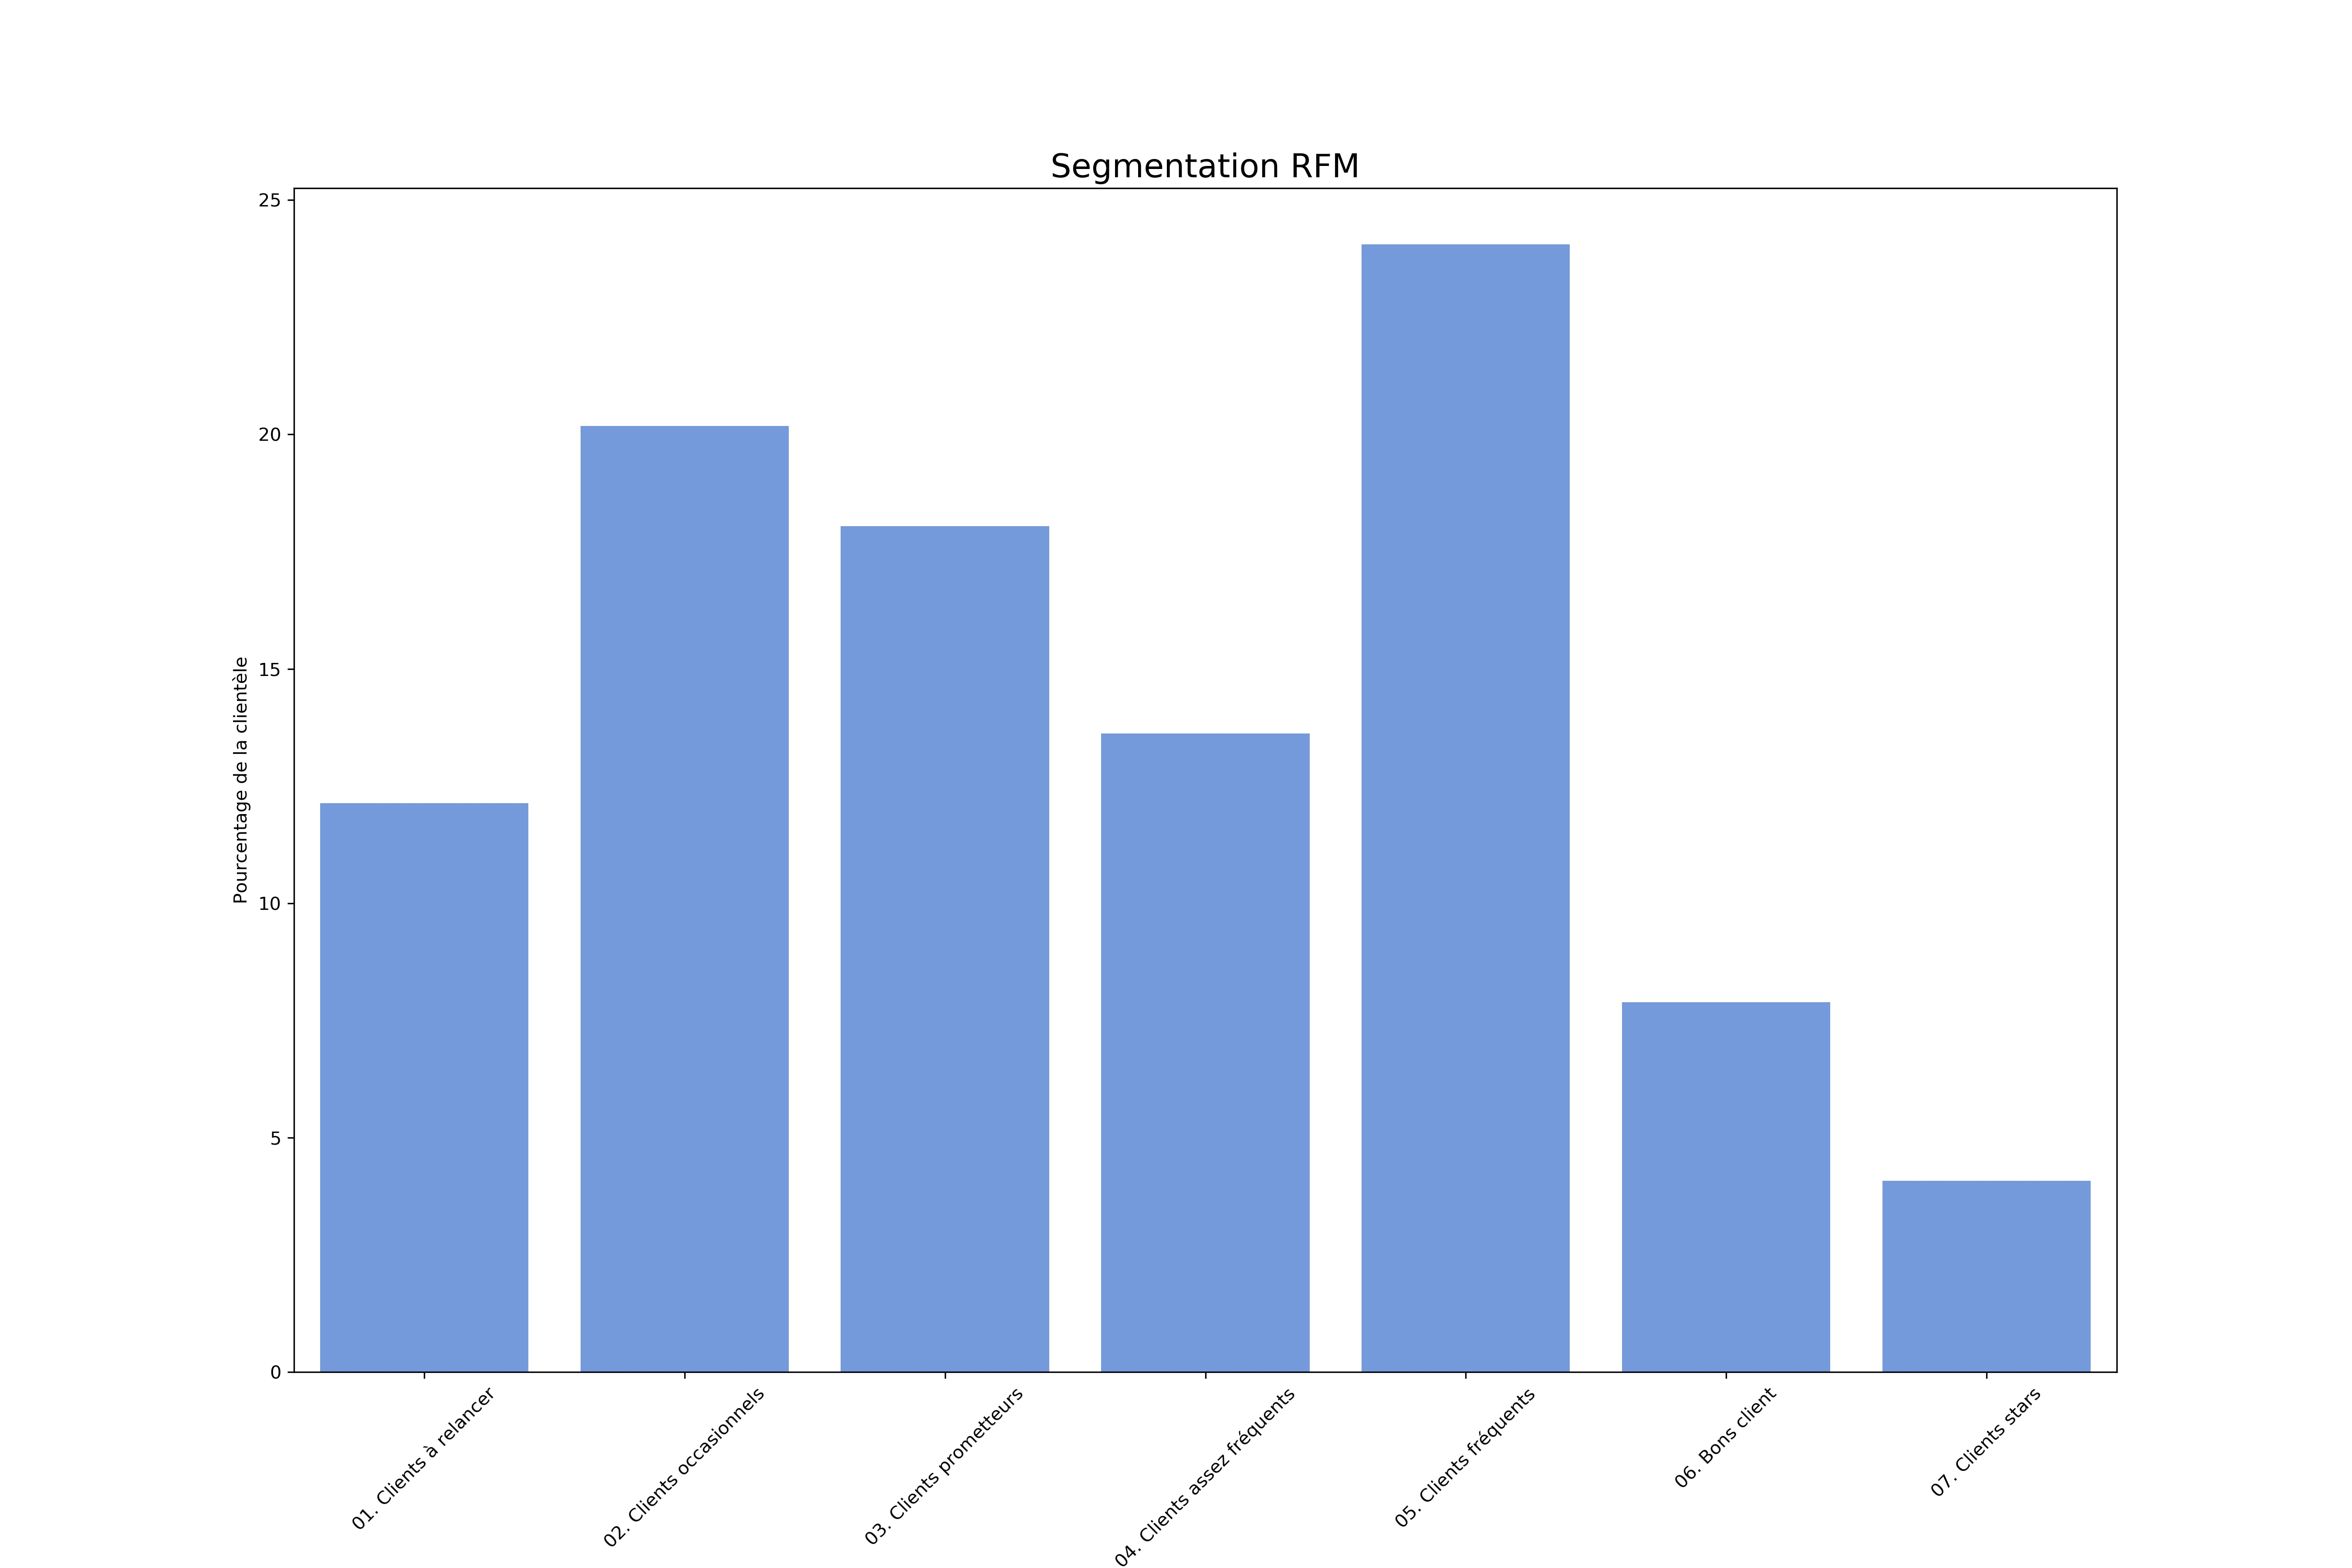 Segmentation RFM
Pourcentage de la clientèle
25
20
15
10
5
0
01. Clients à relancer
02. Clients occasionnels
03. Clients prometteurs
04. Clients assez fréquents
05. Clients fréquents
06. Bons client
07. Clients stars